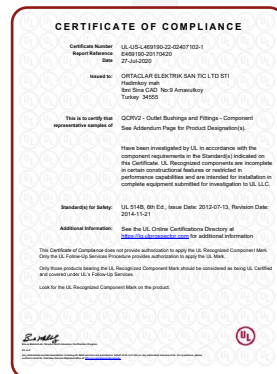 CERTIFICATE OF COMPLIANCE
Certificate Number UL-US-L469190-22-02407102-1
Report Reference E469190-20170420
Date 27-Jul-2020
Issued to: ORTACLAR ELEKTRIK SAN TIC LTD STI
Hadimkoy mah
Ibni Sina CAD No:9 Arnavutkoy
Turkey 34555
This is to certify that QCRV2 - Outlet Bushings and Fittings - Component
representative samples of See Addendum Page for Product Designation(s).
Have been investigated by UL in accordance with the
component requirements in the Standard(s) indicated on
this Certificate. UL Recognized components are incomplete
in certain constructional features or restricted in
performance capabilities and are intended for installation in
complete equipment submitted for investigation to UL LLC.
Standard(s) for Safety: UL 514B, 6th Ed., Issue Date: 2012-07-13, Revision Date:
2014-11-21
Additional Information: See the UL Online Certifications Directory at
https://iq.ulprospector.com for additional information
This Certificate of Compliance does not provide authorization to apply the UL Recognized Component Mark.
Only the UL Follow-Up Services Procedure provides authorization to apply the UL Mark.
Only those products bearing the UL Recognized Component Mark should be considered as being UL Certified
and covered under UL's Follow-Up Services.
Look for the UL Recognized Component Mark on the product.
UL